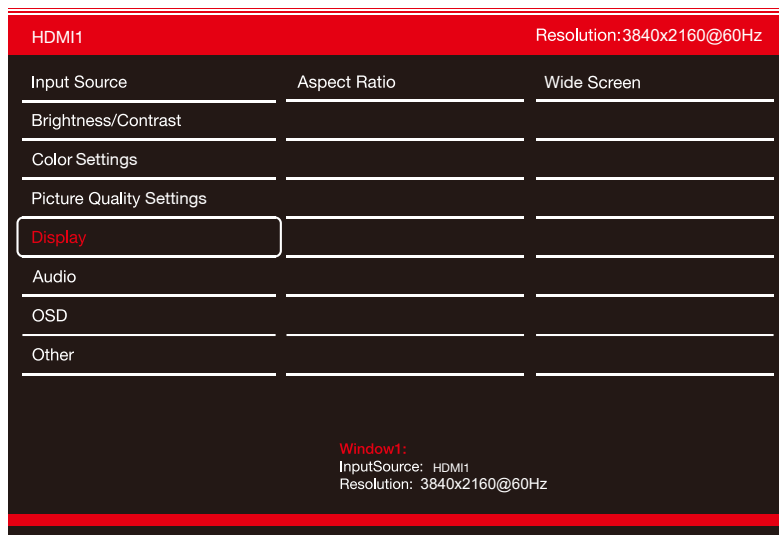 HDMI1 Resolution:3840x2160@60Hz
Input Source Aspect Ratio Wide Screen
Brightness/Contrast
Color Settings
Picture Quality Settings
Display
Audio
OSD
Other
Window1:
InputSource: HDMI1
Resolution: 3840x2160@60Hz